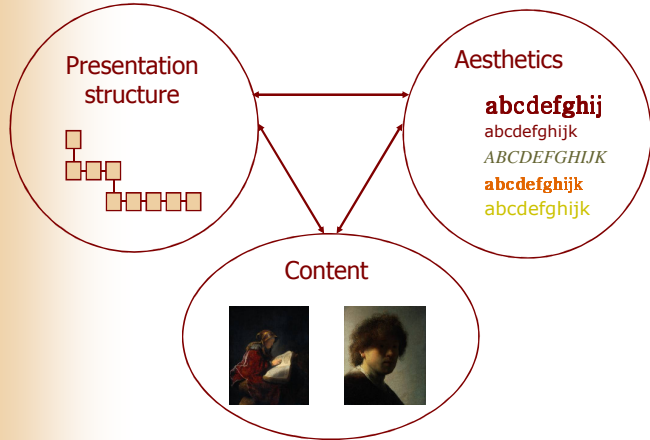 Presentation
structure
Aesthetics
abcdefghij
abcdefghijk
ABCDEFGHIJK
abcdefghijk
abcdefghijk
Content